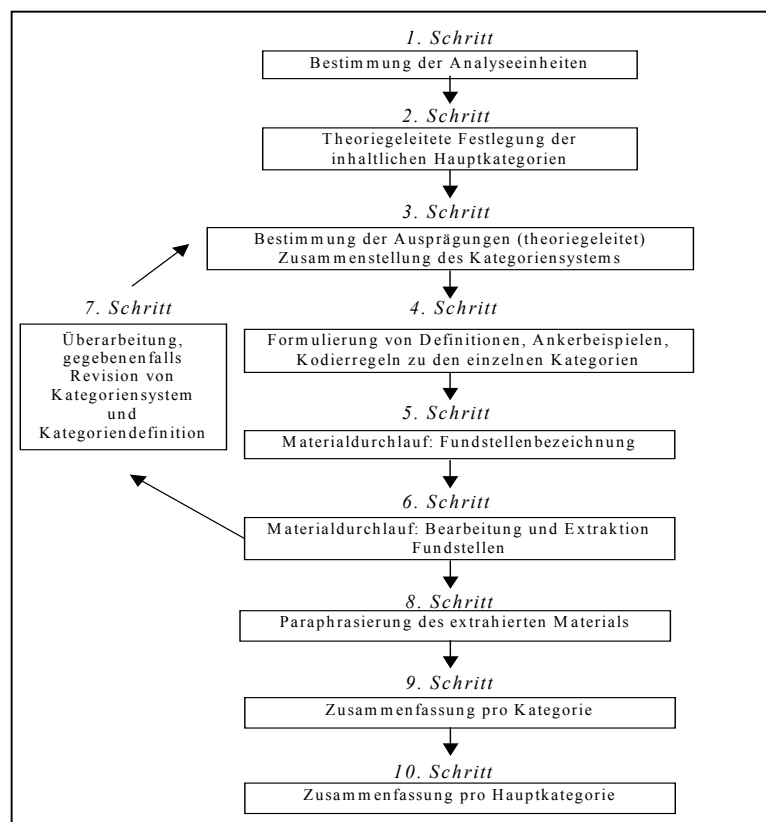 1. Schritt
Bestimmung der Analyseeinheiten
2. Schritt
Theoriegeleitete Festlegung der
inhaltlichen Hauptkategorien
3. Schritt
Bestimmung der Ausprägungen (theoriegeleitet)
Zusammenstellung des Kategoriensystems
4. Schritt
Formulierung von Definitionen, Ankerbeispielen,
Kodierregeln zu den einzelnen Kategorien
5. Schritt
Materialdurchlauf: Fundstellenbezeichnung
6. Schritt
Materialdurchlauf: Bearbeitung und Extraktion
Fundstellen
7. Schritt
Überarbeitung,
gegebenenfalls
Revision von
Kategoriensystem
und
Kategoriendefinition
8. Schritt
Paraphrasierung des extrahierten Materials
9. Schritt
Zusammenfassung pro Kategorie
10. Schritt
Zusammenfassung pro Hauptkategorie